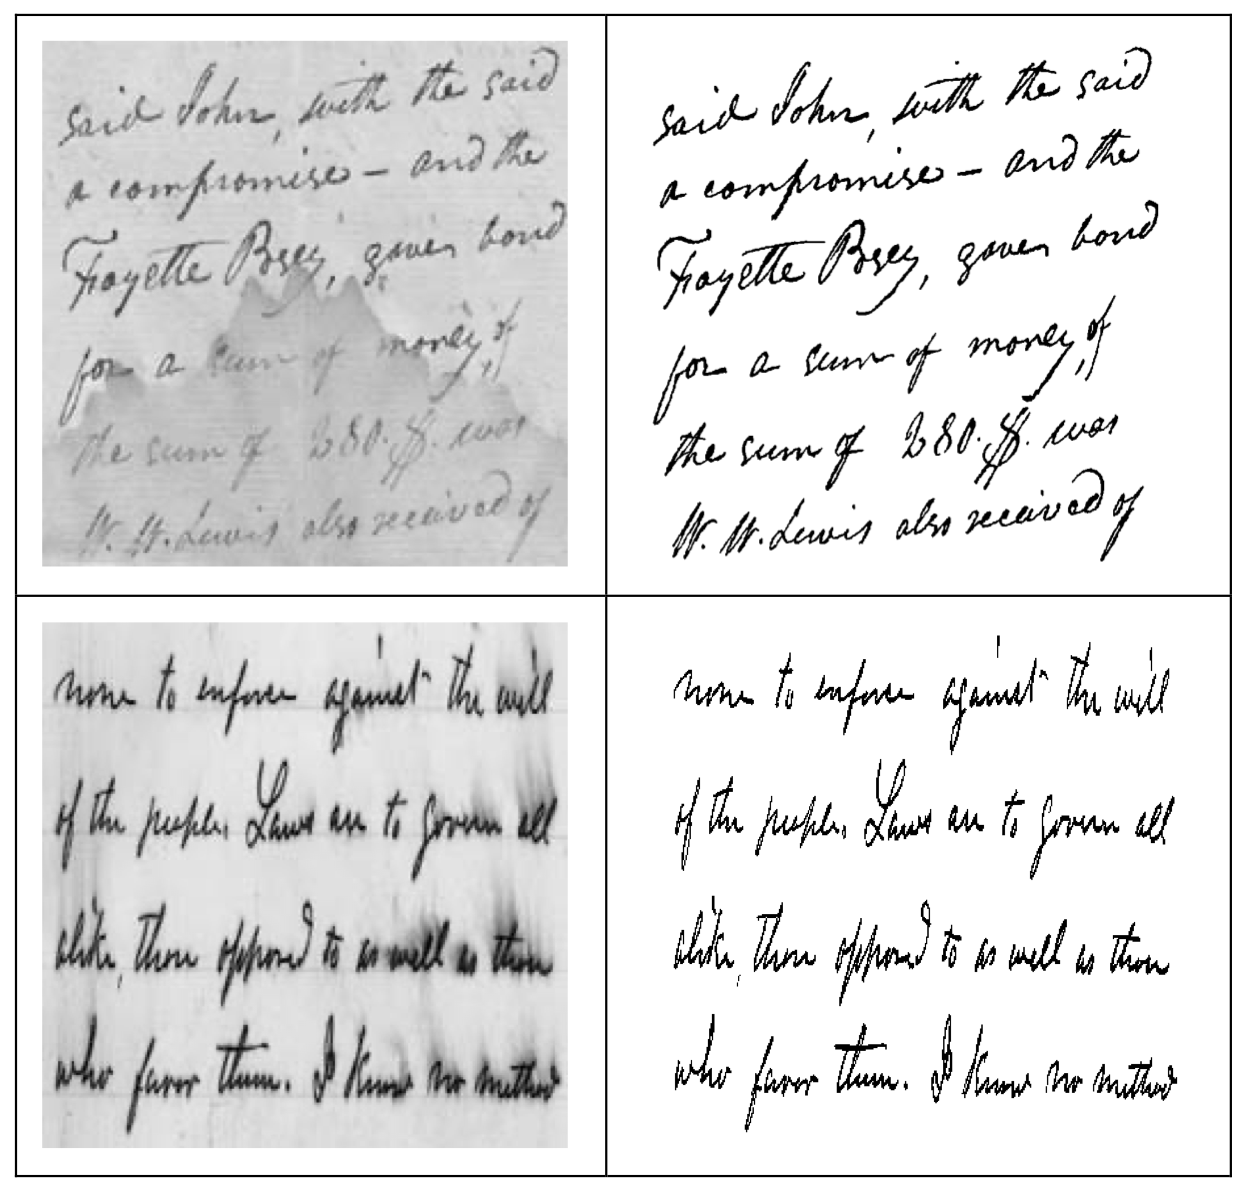 said John, with the said
a compromise – and the
Fayette Bsey, gives bond
for a sum of money, of
the sum of 280.$. was
W. W. Lewis also received of
said John, with the said
a compromise – and the
Fayette Bsey, gives bond
for a sum of money, of
the sum of 280.$. was
W. W. Lewis also received of
none to enforce against the will
of the people. Laws are to govern all
alike, those opposed to as well as those
who favor them. I know no method
none to enforce against the will
of the people. Laws are to govern all
alike, those opposed to as well as those
who favor them. I know no method